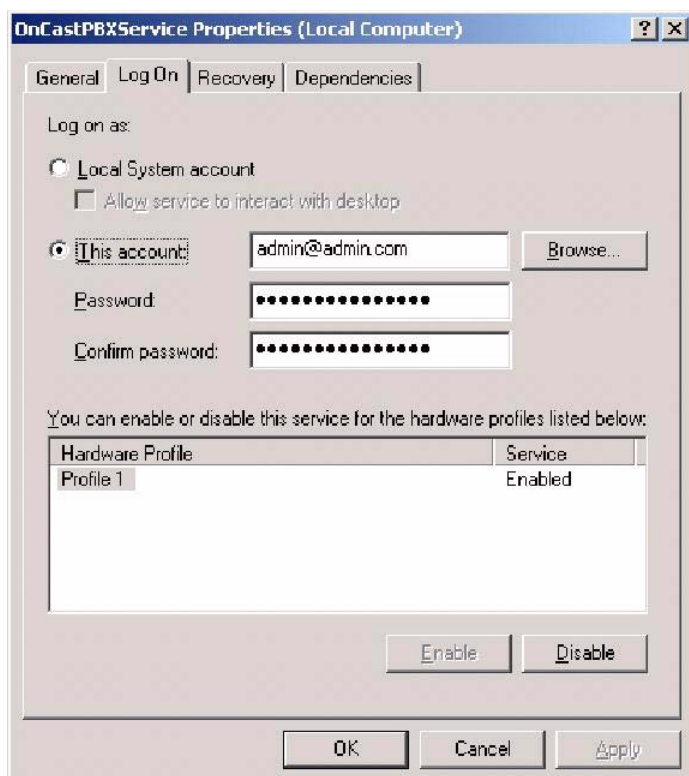 OnCastPBXService Properties (Local Computer)
General Log On Recovery Dependencies
Log on as:
Local System account
Allow service to interact with desktop
This account: admin@admin.com Browse...
Password: •••••••••••••••
Confirm password: •••••••••••••••
You can enable or disable this service for the hardware profiles listed below:
Hardware Profile Service
Profile 1 Enabled
Enable Disable
OK Cancel Apply